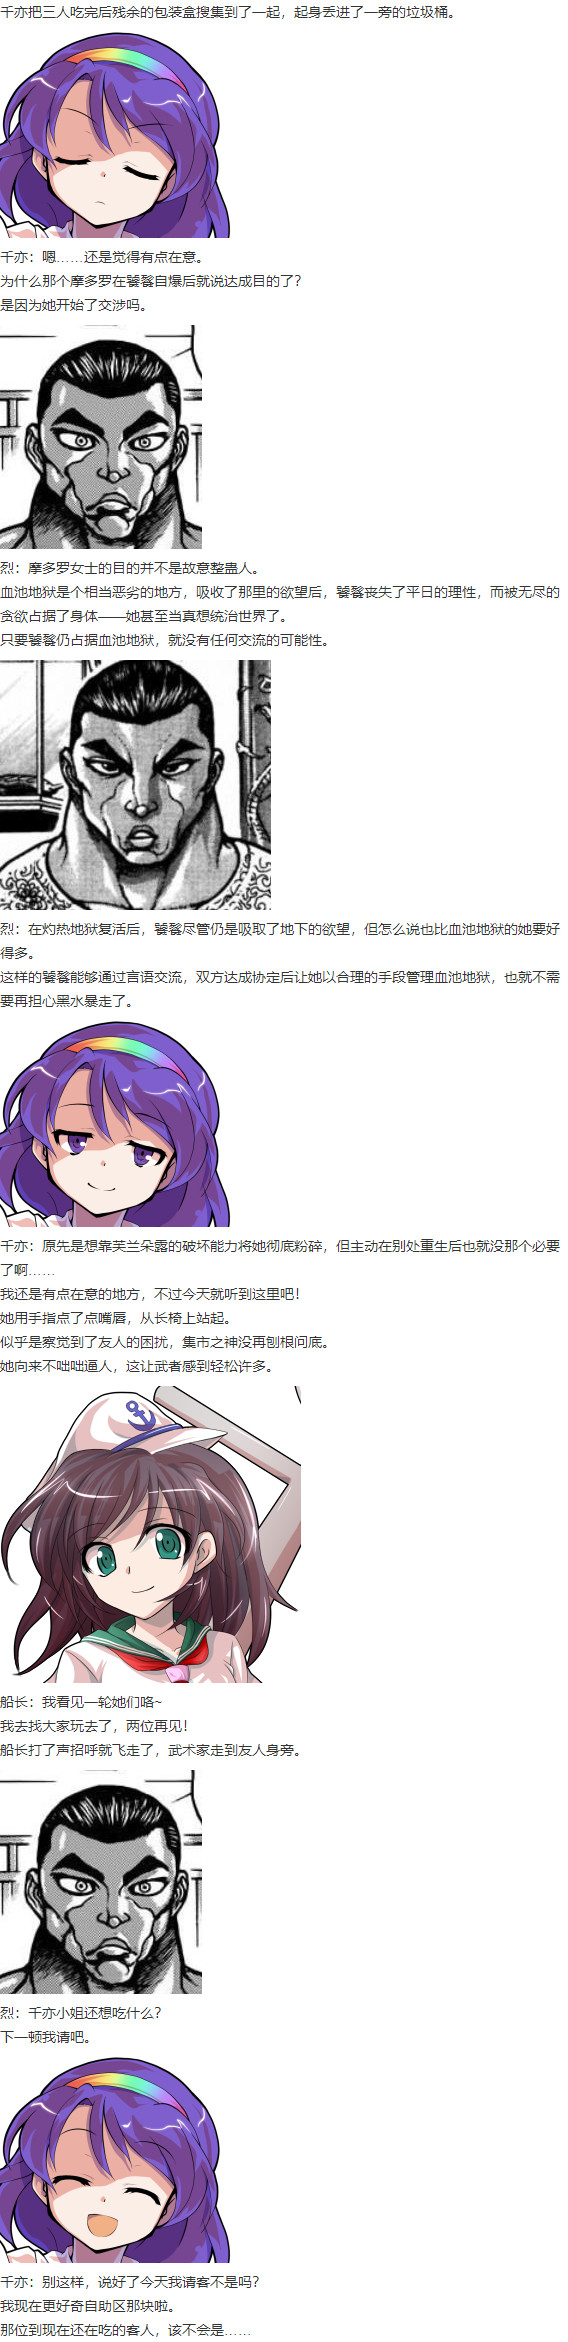 千亦把三人吃完后残余的包装盒搜集到了一起，起身丢进了一旁的垃圾桶。
千亦：嗯……还是觉得有点在意。
为什么那个摩多罗在饕餮自爆后就说达成目的了？
是因为她开始了交涉吗。
烈：摩多罗女士的目的并不是故意整蛊人。
血池地狱是个相当恶劣的地方，吸收了那里的欲望后，饕餮丧失了平日的理性，而被无尽的
贪欲占据了身体——她甚至当真想统治世界了。
只要饕餮仍占据血池地狱，就没有任何交流的可能性。
烈：在灼热地狱复活后，饕餮尽管仍是吸取了地下的欲望，但怎么说也比血池地狱的她要好
得多。
这样的饕餮能够通过言语交流，双方达成协定后让她以合理的手段管理血池地狱，也就不需
要再担心黑水暴走了。
千亦：原先是想靠芙兰朵露的破坏能力将她彻底粉碎，但主动在别处重生后也就没那个必要
了啊……
我还是有点在意的地方，不过今天就听到这里吧！
她用手指点了点嘴唇，从长椅上站起。
似乎是察觉到了友人的困扰，集市之神没再刨根问底。
她向来不咄咄逼人，这让武者感到轻松许多。
船长：我看见一轮她们咯~
我去找大家玩去了，两位再见！
船长打了声招呼就飞走了，武术家走到友人身旁。
烈：千亦小姐还想吃什么？
下一顿我请吧。
千亦：别这样，说好了今天我请客不是吗？
我现在更好奇自助区那块啦。
那位到现在还在吃的客人，该不会是……